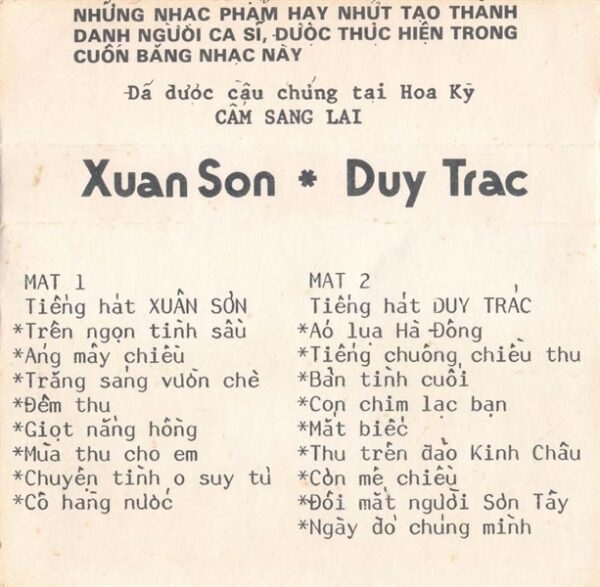 NHỮNG NHẠC PHẨM HAY NHỨT TẠO THÀNH
DANH NGƯỜI CA SĨ, ĐƯỢC THỰC HIỆN TRONG
CUỐN BĂNG NHẠC NÀY
Đã được cầu chứng tại Hoa Kỳ
CẤM SANG LẠI
Xuan Son * Duy Trac
MAT 1
Tiếng hát XUÂN SƠN
*Trên ngọn tình sầu
*Áng mây chiều
*Trăng sáng vườn chè
*Đêm thu
*Giọt nắng hồng
*Mùa thu cho em
*Chuyện tình o suy tú
*Cô hàng nước
MAT 2
Tiếng hát DUY TRÁC
*Áo lụa Hà Đông
*Tiếng chuông chiều thu
*Bản tình cuối
*Con chim lạc bạn
*Mắt biếc
*Thu trên đảo Kinh Châu
*Còn mê chiều
*Đôi mắt người Sơn Tây
*Ngày đó chúng mình